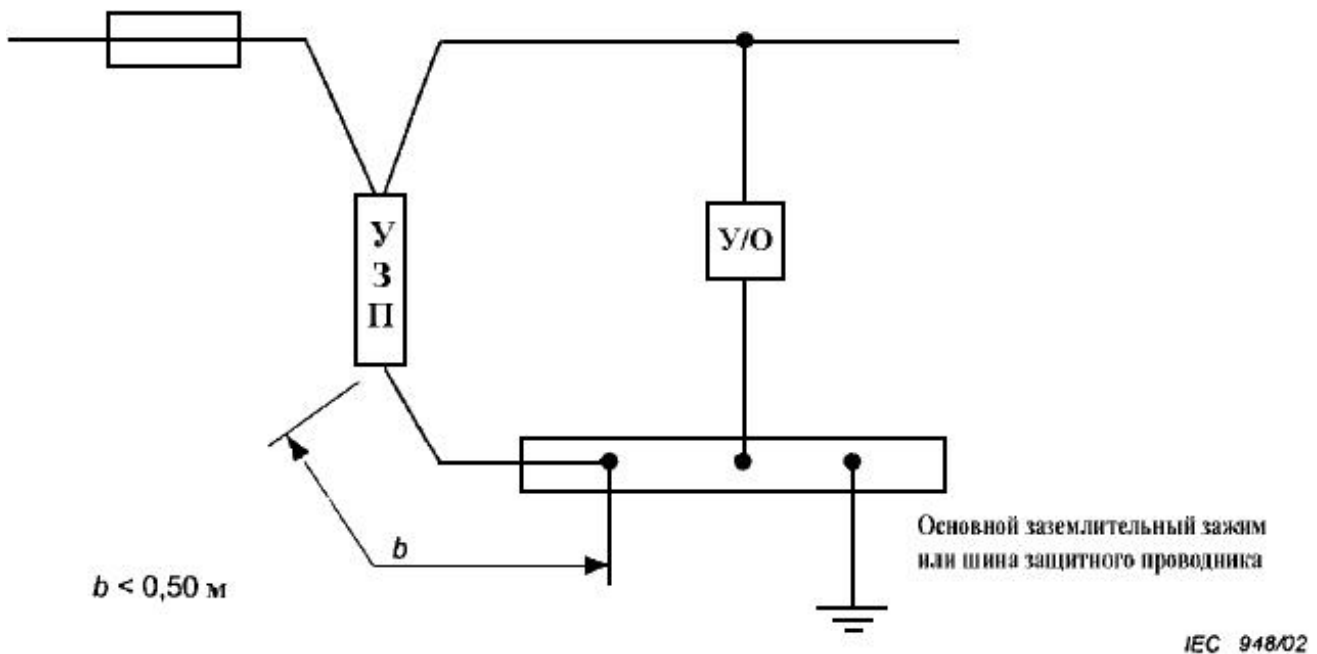 У
З
П
У/О
b
b < 0,50 м
Основной заземлительный зажим
или шина защитного проводника
IEC 948/02